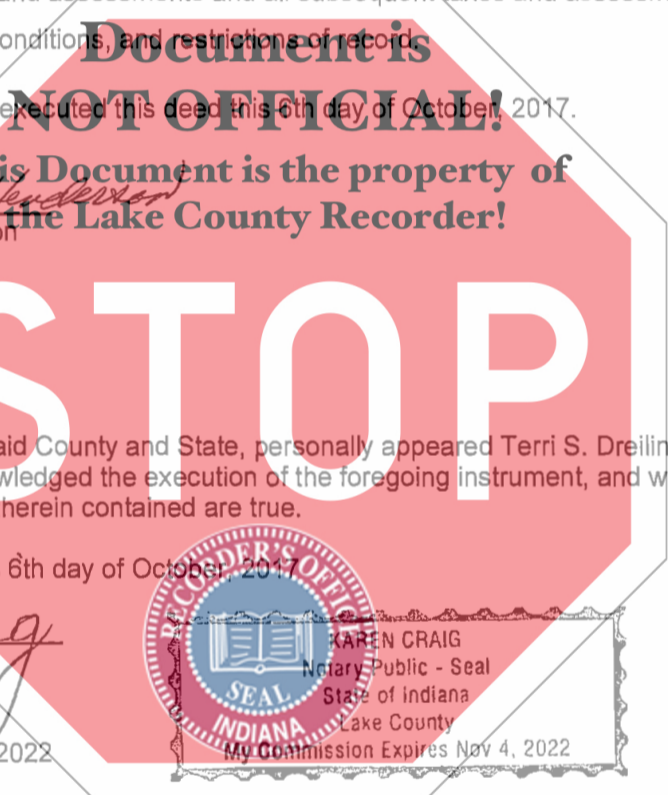 onditions, and restrictions of record.
Document is
executed this deed this 6th day of October, 2017.
NOT OFFICIAL!
is Document is the property of
the Lake County Recorder!
on
STOP
aid County and State, personally appeared Terri S. Dreilin
wledged the execution of the foregoing instrument, and w
herein contained are true.
6th day of October, 2017
RECORDER'S OFFICE
SEAL
INDIANA
KAREN CRAIG
Notary Public - Seal
State of Indiana
Lake County
My Commission Expires Nov 4, 2022
2022